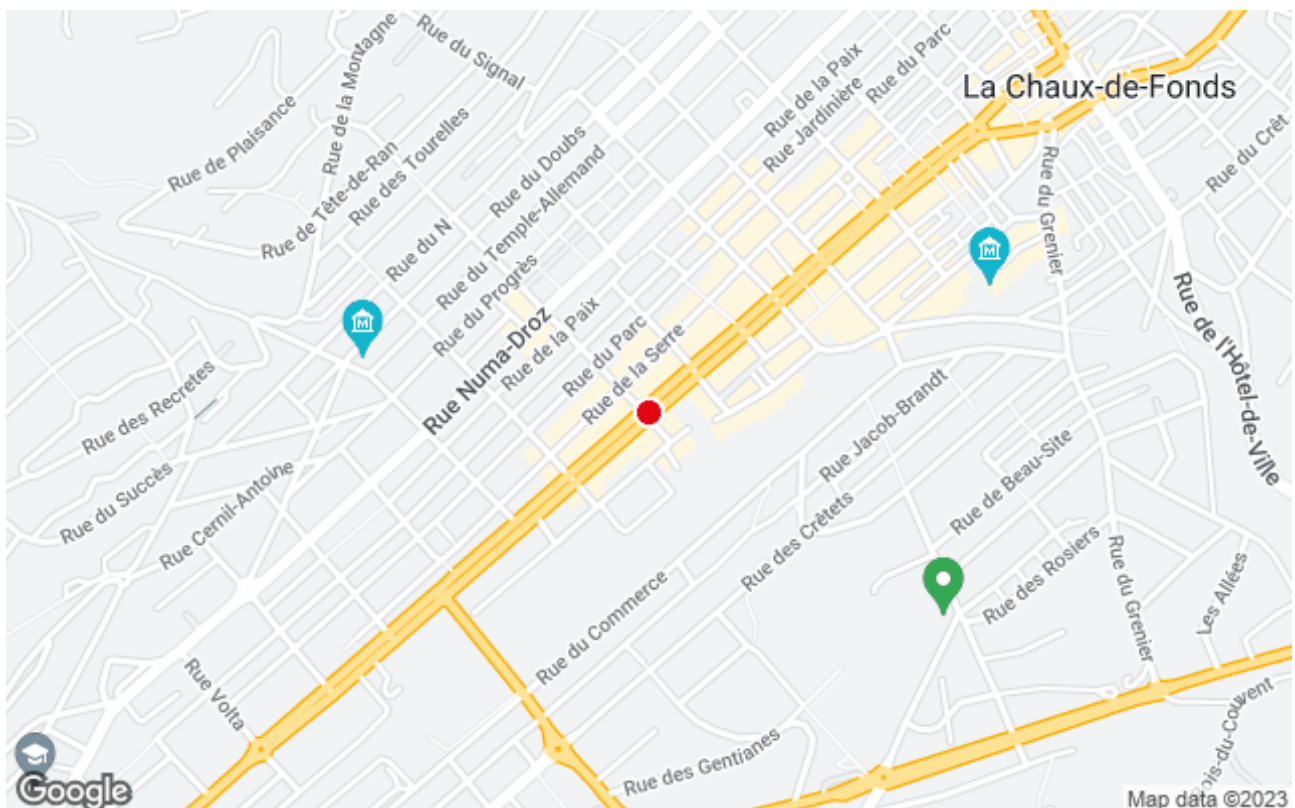 Rue du Signal
Rue de la Montagne
Rue de Plaisance
Rue de la Paix
Rue du Parc
Rue Jardinière
La Chaux-de-Fonds
Rue du Crêt
Rue du Grenier
Rue de Tête-de-Ran
Rue des Tourelles
Rue du Doubs
Rue du Temple-Allemand
Rue du N
Rue du Progrès
Rue de la Paix
Rue du Parc
Rue de la Serre
Rue Numa-Droz
Rue de l'Hôtel-de-Ville
Rue des Recretes
Rue du Succès
Rue Cernil-Antoine
Rue Jacob-Brandt
Rue de Beau-Site
Rue des Crêtets
Rue des Rosiers
Rue du Grenier
Les Allées
Rue du Commerce
Rue Volta
Rue des Gentianes
Bois-du-Couvent
M
M
Google
Map data ©2023